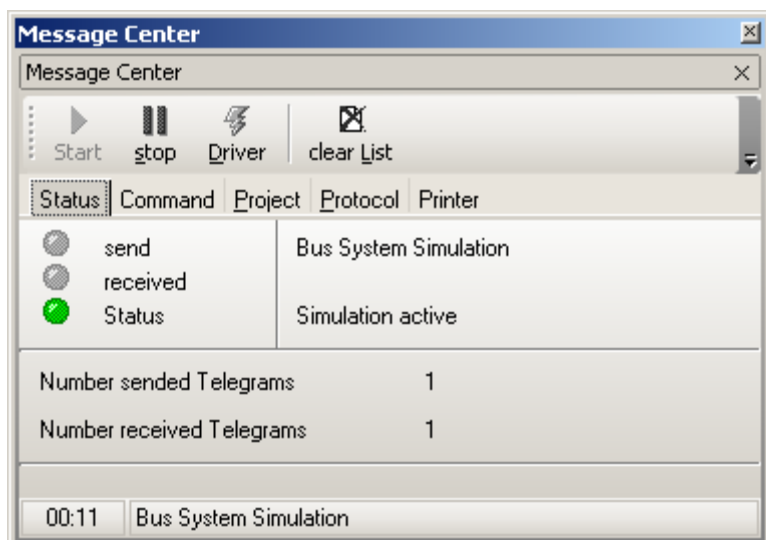 Message Center
Message Center
Start stop Driver clear List
Status Command Project Protocol Printer
send Bus System Simulation
received
Status Simulation active
Number sended Telegrams 1
Number received Telegrams 1
00:11 Bus System Simulation